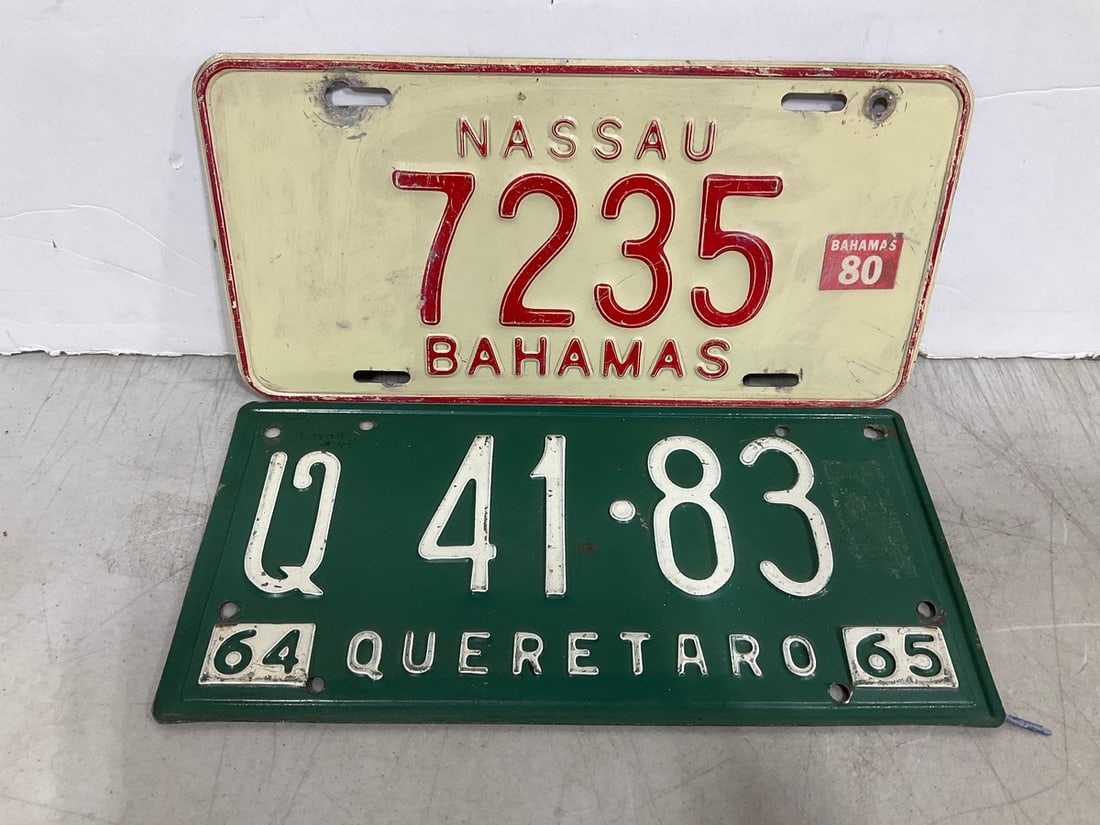 NASSAU
7235
BAHAMAS
80
BAHAMAS
Q 41·83
64 QUERETARO 65